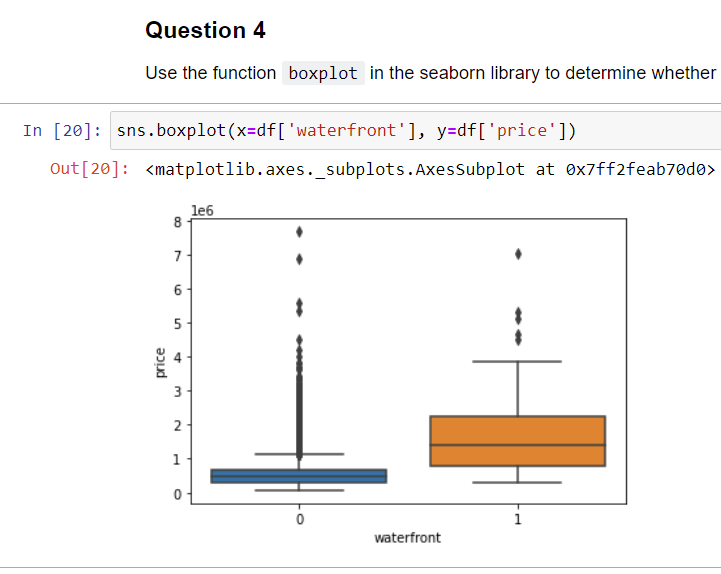 Question 4
Use the function boxplot in the seaborn library to determine whether
In [20]: sns.boxplot(x=df['waterfront'], y=df['price'])
Out[20]: <matplotlib.axes._subplots.AxesSubplot at 0x7ff2feab70d0>
1e6
8
7
6
5
4
3
2
1
0
price
0 1
waterfront